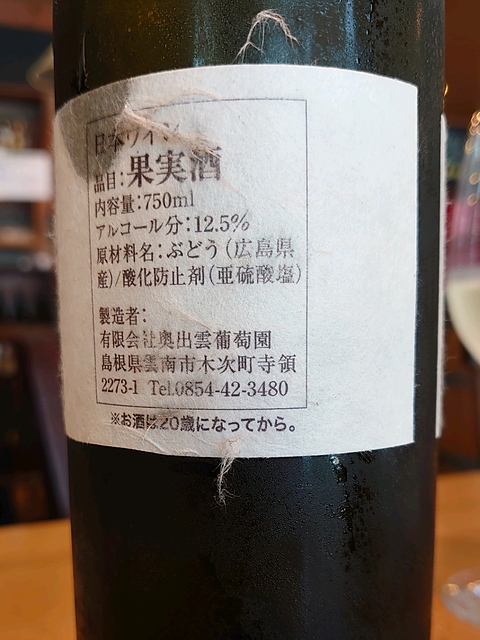 日本ワイン
品目:果実酒
内容量:750ml
アルコール分:12.5%
原材料名:ぶどう(広島県
産)/酸化防止剤(亜硫酸塩)
製造者:
有限会社奥出雲葡萄園
島根県雲南市木次町寺領
2273-1 Tel.0854-42-3480
※お酒は20歳になってから。